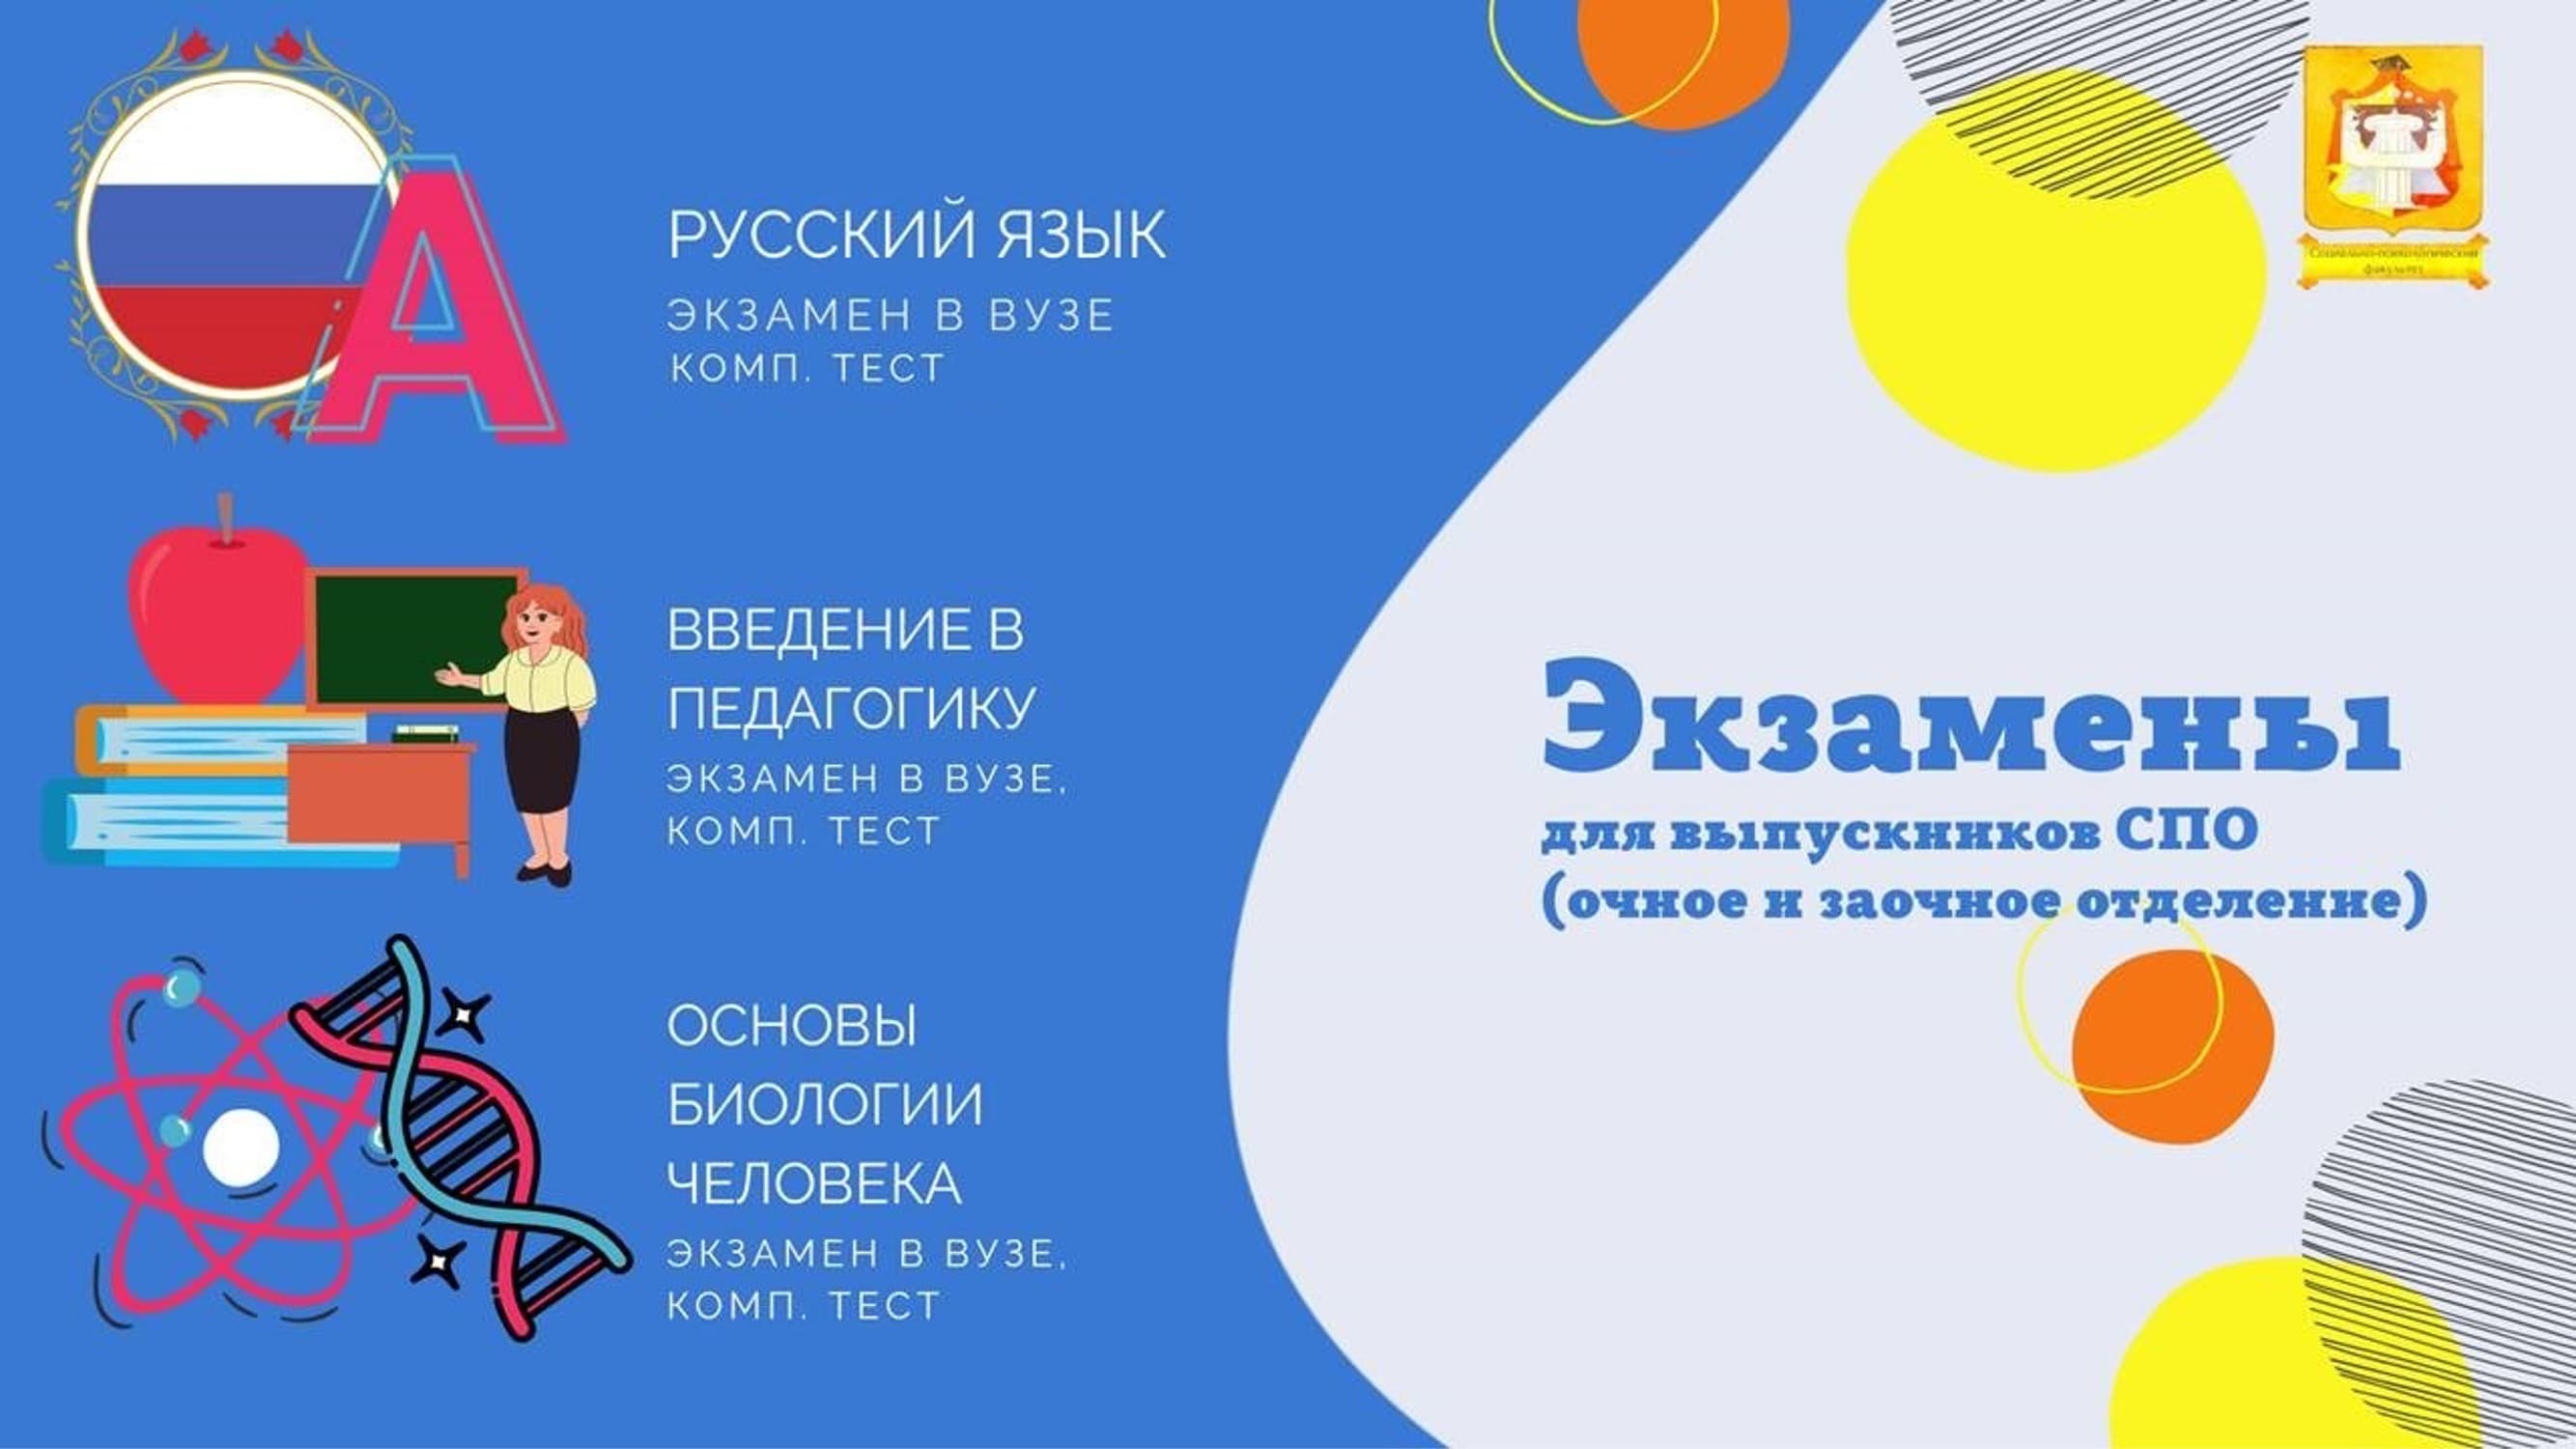 РУССКИЙ ЯЗЫК
ЭКЗАМЕН В ВУЗЕ
КОМП. ТЕСТ
ВВЕДЕНИЕ В
ПЕДАГОГИКУ
ЭКЗАМЕН В ВУЗЕ,
КОМП. ТЕСТ
ОСНОВЫ
БИОЛОГИИ
ЧЕЛОВЕКА
ЭКЗАМЕН В ВУЗЕ,
КОМП. ТЕСТ
Социально-психологический
факультет
Экзамены
для выпускников СПО
(очное и заочное отделение)
А